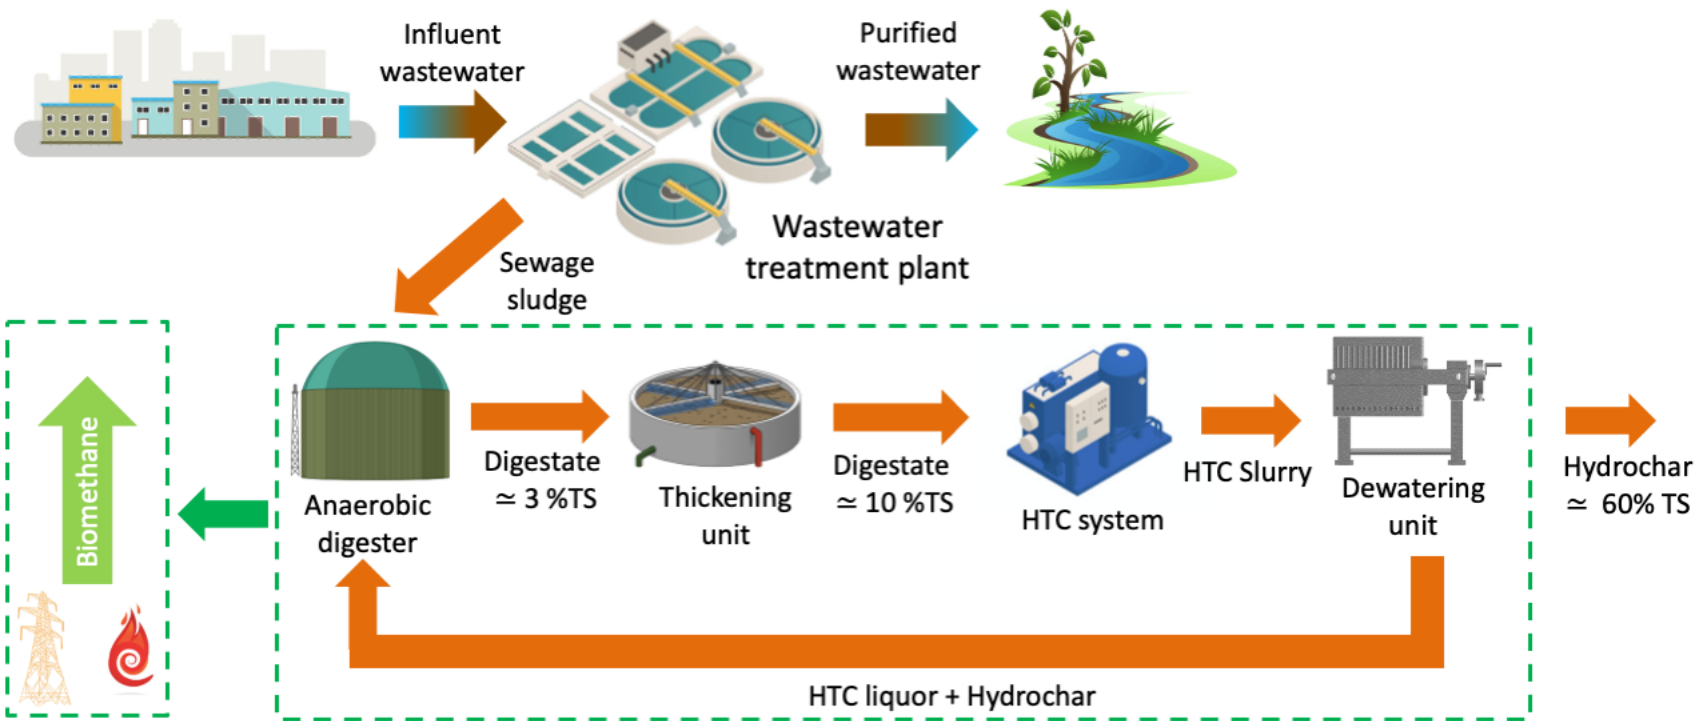 Influent
wastewater
Purified
wastewater
Wastewater
treatment plant
Sewage
sludge
Biomethane
Anaerobic
digester
Digestate
≃ 3 %TS
Thickening
unit
Digestate
≃ 10 %TS
HTC system
HTC Slurry
Dewatering
unit
Hydrochar
≃ 60% TS
HTC liquor + Hydrochar